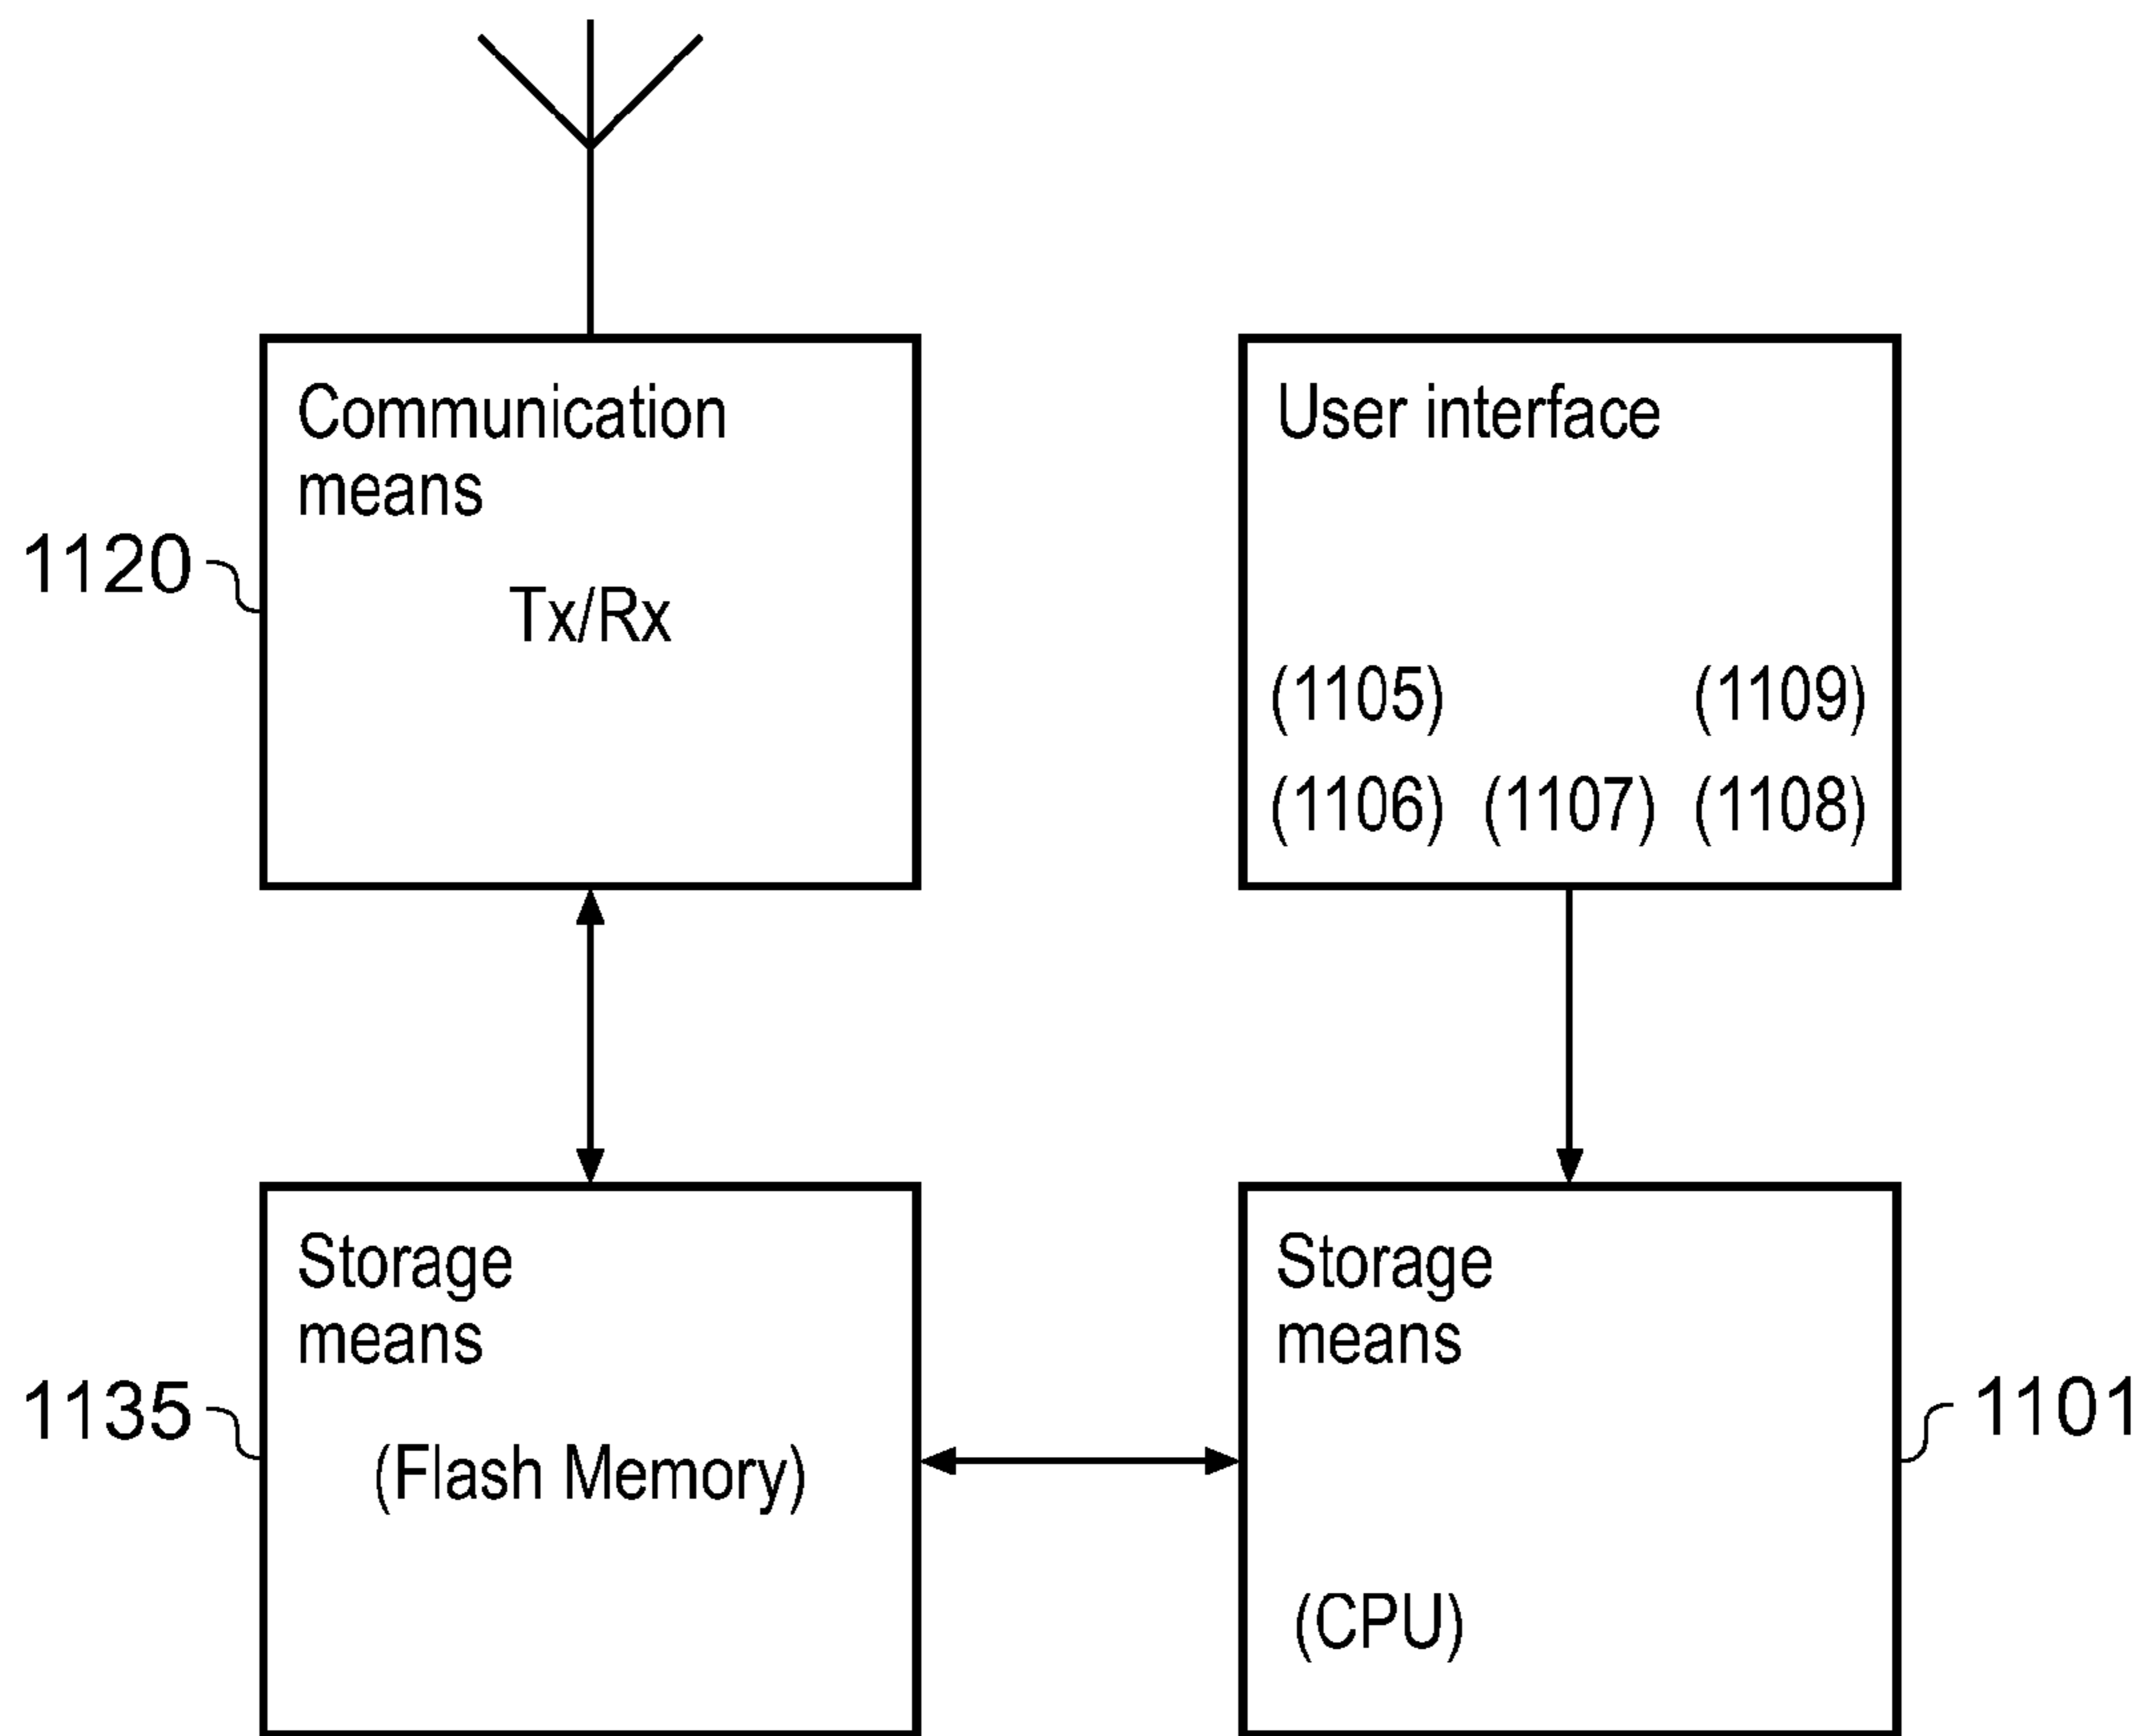 Communication
means
1120
Tx/Rx
User interface
(1105) (1109)
(1106) (1107) (1108)
Storage
means
1135
(Flash Memory)
Storage
means
1101
(CPU)